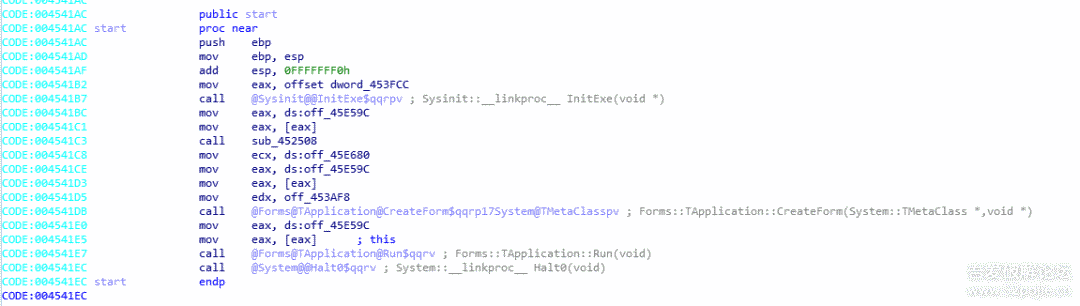 CODE:004541AC
CODE:004541AC public start
CODE:004541AC start proc near
CODE:004541AC push ebp
CODE:004541AD mov ebp, esp
CODE:004541AF add esp, 0FFFFFFF0h
CODE:004541B2 mov eax, offset dword_453FCC
CODE:004541B7 call @Sysinit@@InitExe$qqrpv ; Sysinit::__linkproc__ InitExe(void *)
CODE:004541BC mov eax, ds:off_45E59C
CODE:004541C1 mov eax, [eax]
CODE:004541C3 call sub_452508
CODE:004541C8 mov ecx, ds:off_45E680
CODE:004541CE mov eax, ds:off_45E59C
CODE:004541D3 mov eax, [eax]
CODE:004541D5 mov edx, off_453AF8
CODE:004541DB call @Forms@TApplication@CreateForm$qqrp17System@TMetaClasspv ; Forms::TApplication::CreateForm(System::TMetaClass *,void *)
CODE:004541E0 mov eax, ds:off_45E59C
CODE:004541E5 mov eax, [eax] ; this
CODE:004541E7 call @Forms@TApplication@Run$qqrv ; Forms::TApplication::Run(void)
CODE:004541EC call @System@@Halt0$qqrv ; System::__linkproc__ Halt0(void)
CODE:004541EC start endp
CODE:004541EC